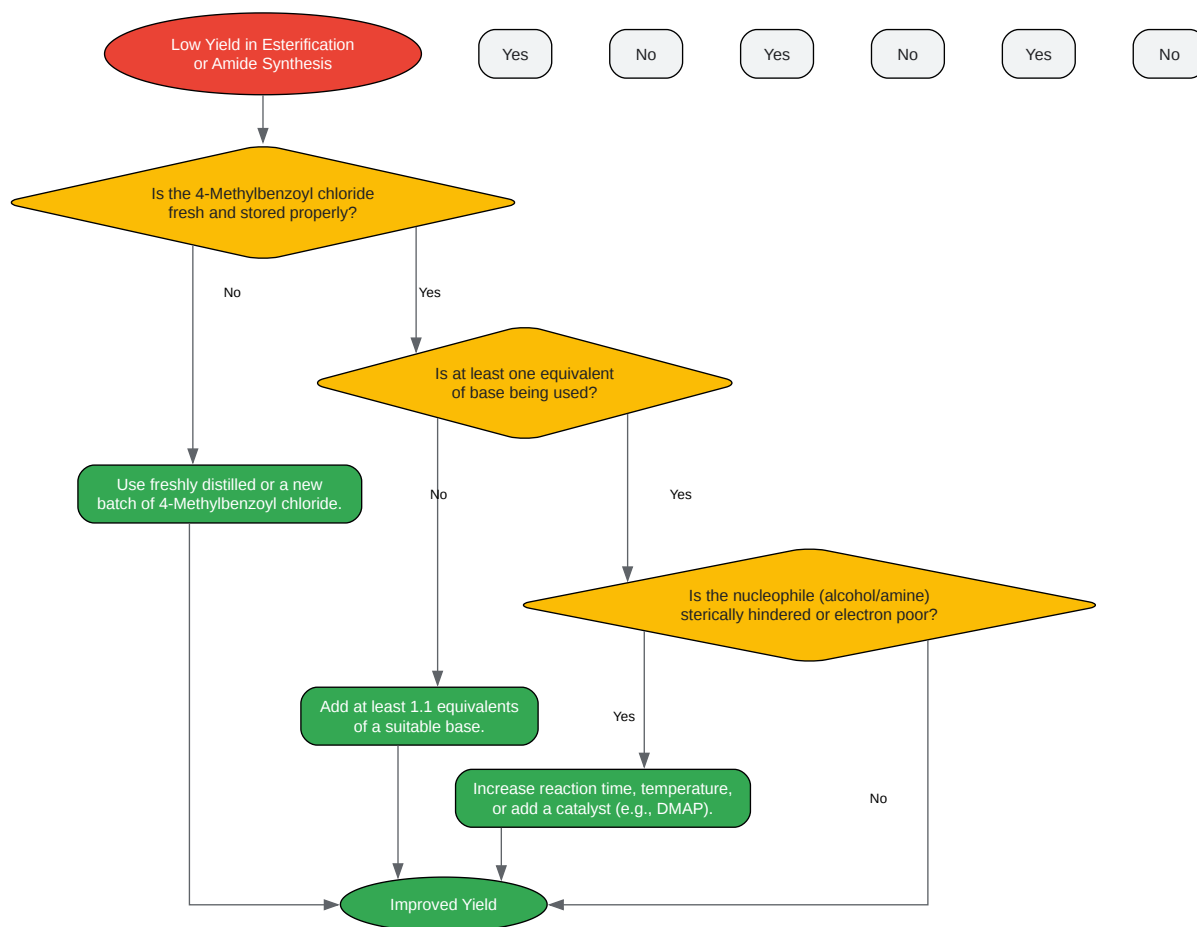 Low Yield in Esterification
or Amide Synthesis
Yes
No
Yes
No
Yes
No
Is the 4-Methylbenzoyl chloride
fresh and stored properly?
No
Yes
Is at least one equivalent
of base being used?
Use freshly distilled or a new
batch of 4-Methylbenzoyl chloride.
No
Yes
Is the nucleophile (alcohol/amine)
sterically hindered or electron poor?
Add at least 1.1 equivalents
of a suitable base.
Yes
Increase reaction time, temperature,
or add a catalyst (e.g., DMAP).
No
Improved Yield